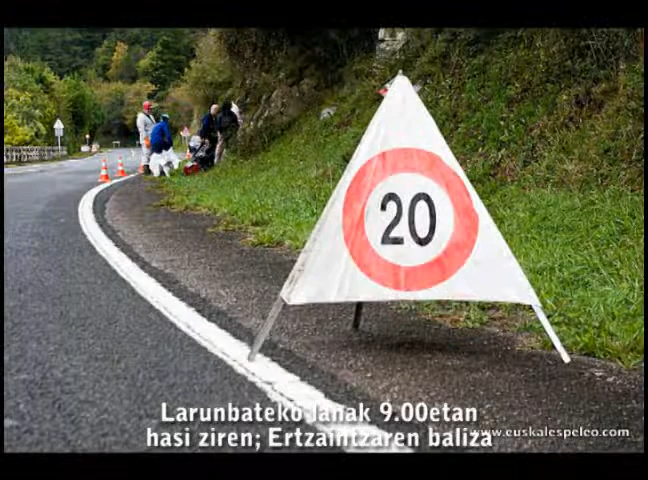 20
Larunbateko lanak 9.00etan
hasi ziren; Ertzaintzaren baliza
www.euskalespeleo.com